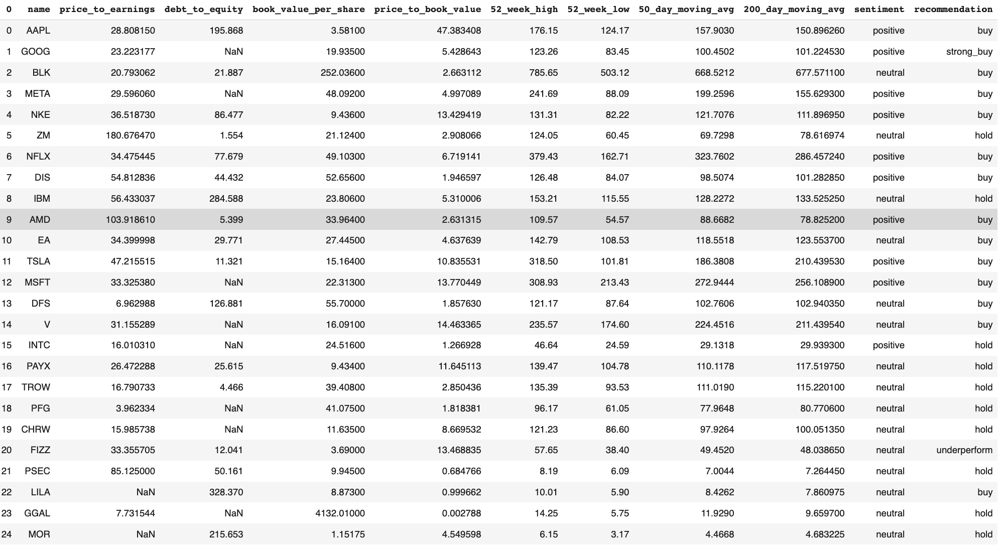 0 name price_to_earnings debt_to_equity book_value_per_share price_to_book_value 52_week_high 52_week_low 50_day_moving_avg 200_day_moving_avg sentiment recommendation
0 AAPL 28.808150 195.868 3.58100 47.383408 176.15 124.17 157.9030 150.896260 positive buy
1 GOOG 23.223177 NaN 19.93500 5.428643 123.26 83.45 100.4502 101.224530 positive strong_buy
2 BLK 20.793062 21.887 252.03600 2.663112 785.65 503.12 668.5212 677.571100 neutral buy
3 META 29.596060 NaN 48.09200 4.997089 241.69 88.09 199.2596 155.629300 positive buy
4 NKE 36.518730 86.477 9.43600 13.429419 131.31 82.22 121.7076 111.896950 positive buy
5 ZM 180.676470 1.554 21.12400 2.908066 124.05 60.45 69.7298 78.616974 neutral hold
6 NFLX 34.475445 77.679 49.10300 6.719141 379.43 162.71 323.7602 286.457240 positive buy
7 DIS 54.812836 44.432 52.65600 1.946597 126.48 84.07 98.5074 101.282850 positive buy
8 IBM 56.433037 284.588 23.80600 5.310006 153.21 115.55 128.2272 133.525250 neutral hold
9 AMD 103.918610 5.399 33.96400 2.631315 109.57 54.57 88.6682 78.825200 positive buy
10 EA 34.399998 29.771 27.44500 4.637639 142.79 108.53 118.5518 123.553700 neutral buy
11 TSLA 47.215515 11.321 15.16400 10.835531 318.50 101.81 186.3808 210.439530 positive buy
12 MSFT 33.325380 NaN 22.31300 13.770449 308.93 213.43 272.9444 256.108900 positive buy
13 DFS 6.962988 126.881 55.70000 1.857630 121.17 87.64 102.7606 102.940350 neutral buy
14 V 31.155289 NaN 16.09100 14.463365 235.57 174.60 224.4516 211.439540 neutral buy
15 INTC 16.010310 NaN 24.51600 1.266928 46.64 24.59 29.1318 29.939300 positive hold
16 PAYX 26.472288 25.615 9.43400 11.645113 139.47 104.78 110.1178 117.519750 neutral hold
17 TROW 16.790733 4.466 39.40800 2.850436 135.39 93.53 111.0190 115.220100 neutral hold
18 PFG 3.962334 NaN 41.07500 1.818381 96.17 61.05 77.9648 80.770600 neutral hold
19 CHRW 15.985738 NaN 11.63500 8.669532 121.23 86.60 97.9264 100.051350 neutral hold
20 FIZZ 33.355705 12.041 3.69000 13.468835 57.65 38.40 49.4520 48.038650 neutral underperform
21 PSEC 85.125000 50.161 9.94500 0.684766 8.19 6.09 7.0044 7.264450 neutral hold
22 LILA NaN 328.370 8.87300 0.999662 10.01 5.90 8.4262 7.860975 neutral buy
23 GGAL 7.731544 NaN 4132.01000 0.002788 14.25 5.75 11.9290 9.659700 neutral hold
24 MOR NaN 215.653 1.15175 4.549598 6.15 3.17 4.4668 4.683225 neutral hold